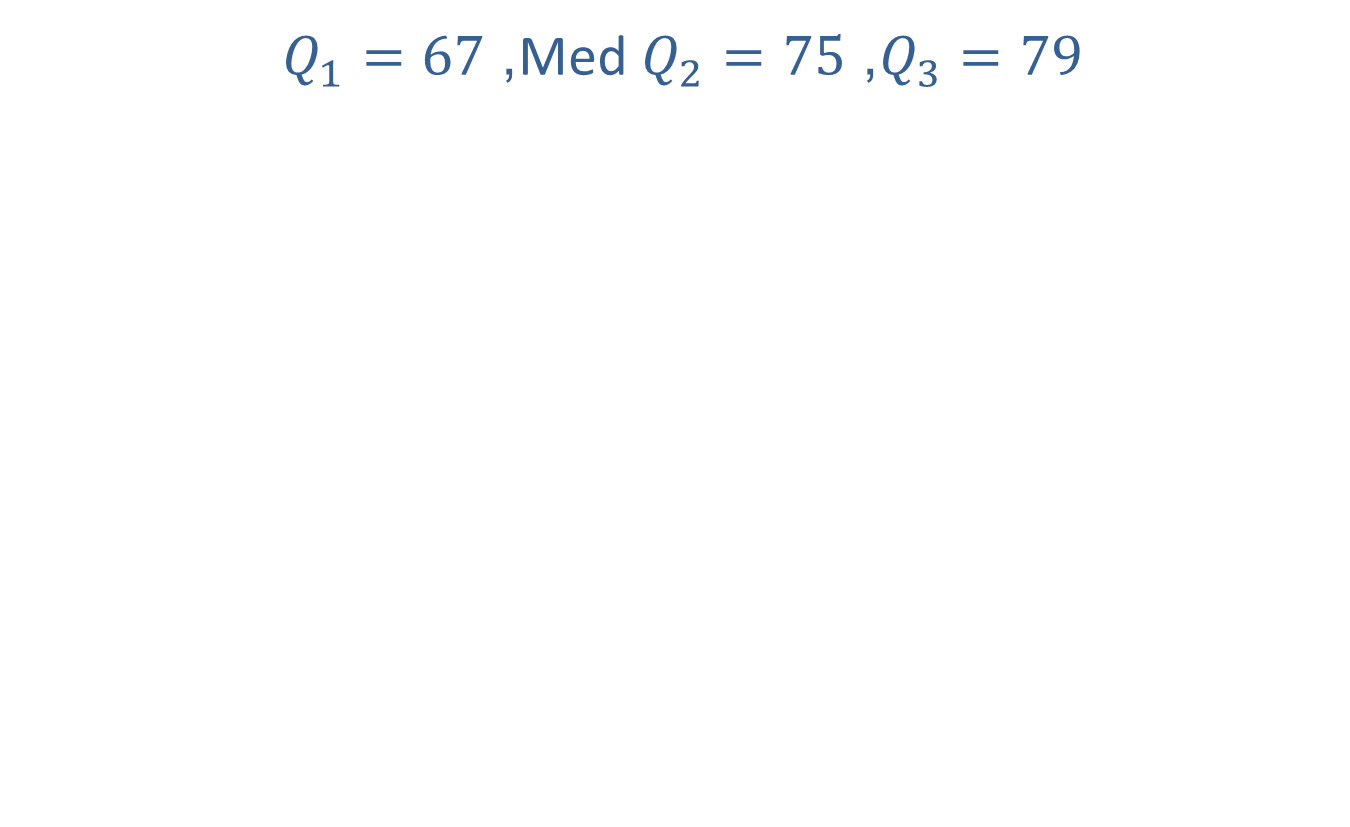 Q₁ = 67 ,Med Q₂ = 75 ,Q₃ = 79